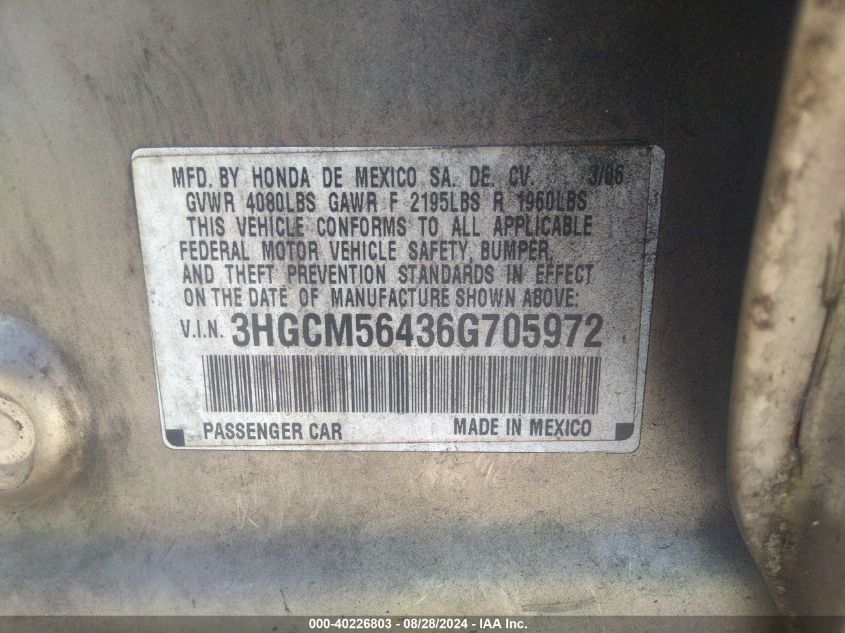 MFD. BY HONDA DE MEXICO SA. DE. CV. 3/06
GVWR 4080LBS GAWR F 2195LBS R 1960LBS
THIS VEHICLE CONFORMS TO ALL APPLICABLE
FEDERAL MOTOR VEHICLE SAFETY, BUMPER,
AND THEFT PREVENTION STANDARDS IN EFFECT
ON THE DATE OF MANUFACTURE SHOWN ABOVE:
V.I.N. 3HGCM56436G705972
PASSENGER CAR MADE IN MEXICO
000-40226803 - 08/28/2024 - IAA Inc.